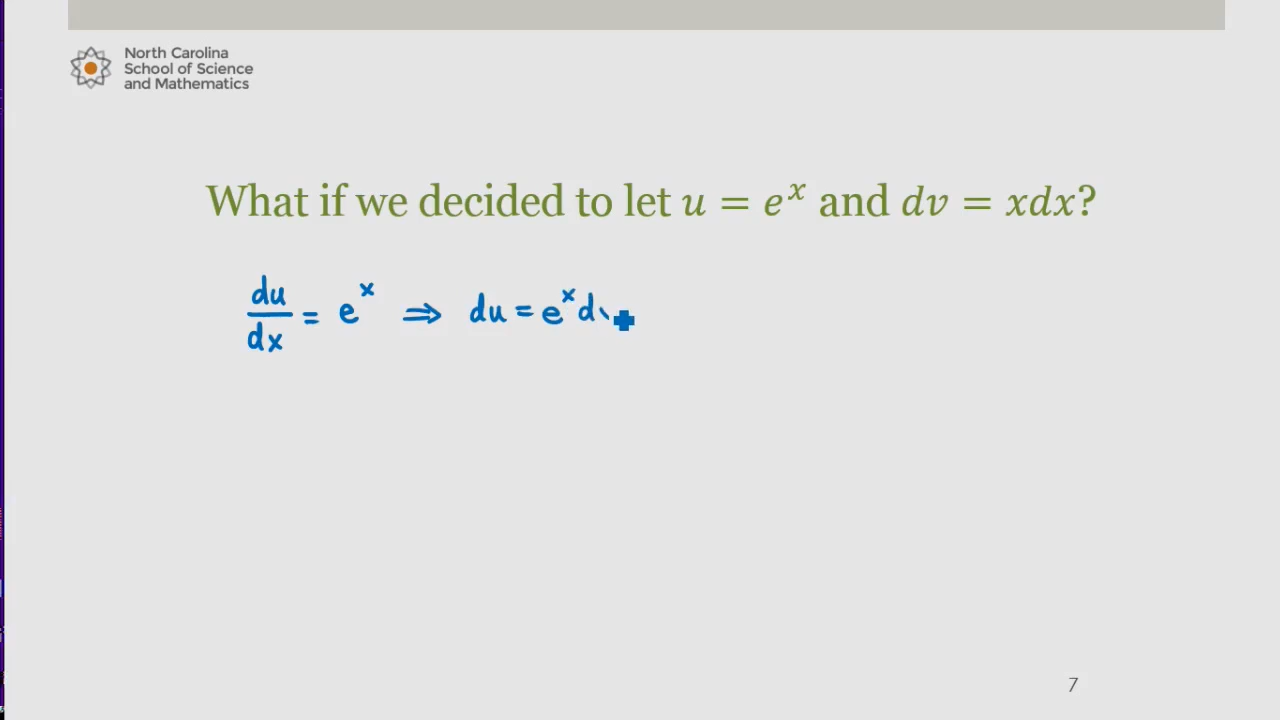 North Carolina
School of Science
and Mathematics
What if we decided to let u = e^x and dv = xdx?
du/dx = e^x ⇒ du = e^x d
7